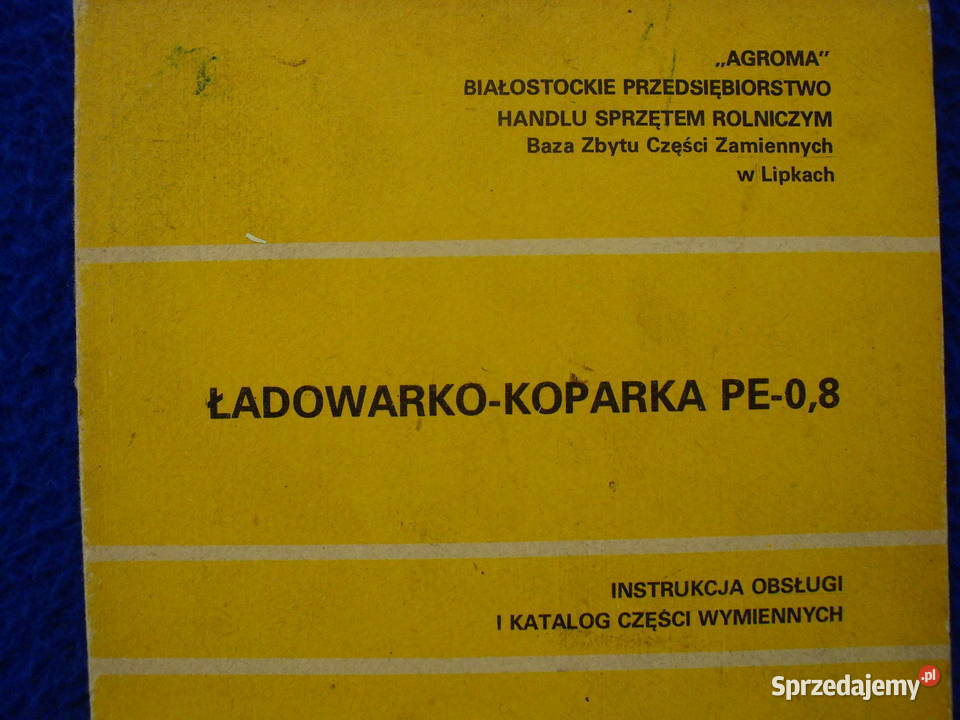 „AGROMA”
BIAŁOSTOCKIE PRZEDSIĘBIORSTWO
HANDLU SPRZĘTEM ROLNICZYM
Baza Zbytu Części Zamiennych
w Lipkach
ŁADOWARKO-KOPARKA PE-0,8
INSTRUKCJA OBSŁUGI
I KATALOG CZĘŚCI WYMIENNYCH
Sprzedajemy.pl